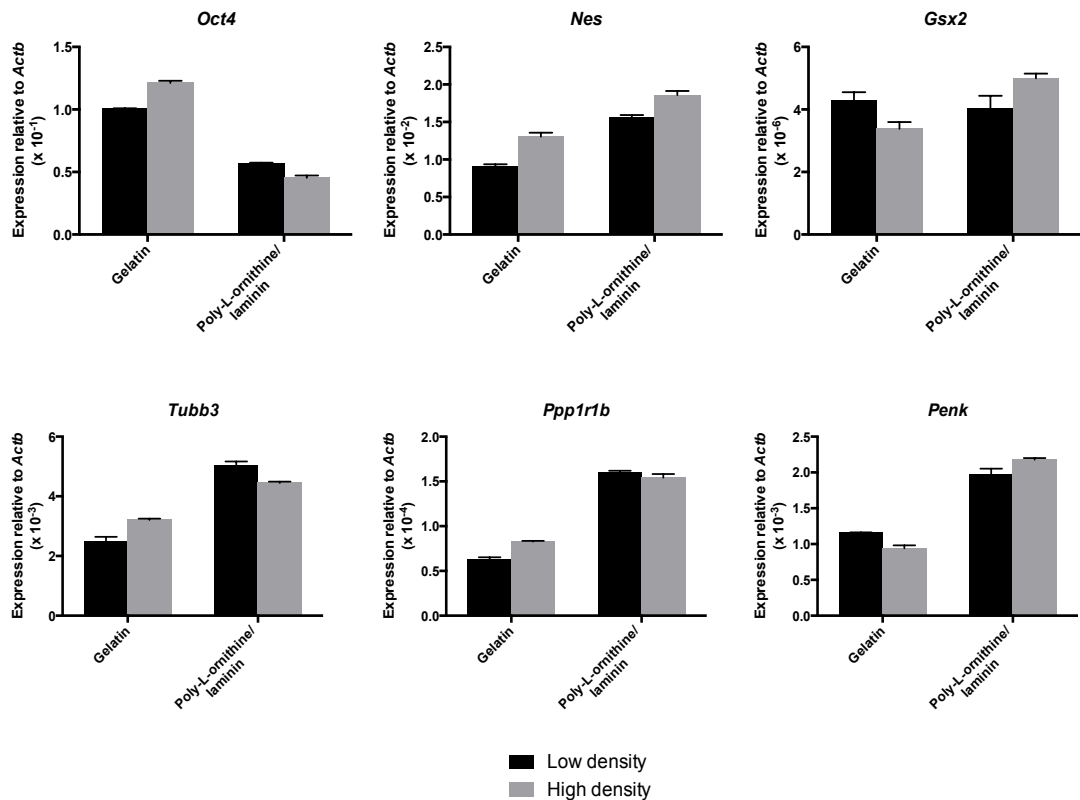 Oct4
Expression relative to Actb
(x 10-1)
1.5
1.0
0.5
0.0
Gelatin
Poly-L-ornithine/
laminin
Nes
Expression relative to Actb
(x 10-2)
2.5
2.0
1.5
1.0
0.5
0.0
Gelatin
Poly-L-ornithine/
laminin
Gsx2
Expression relative to Actb
(x 10-6)
6
4
2
0
Gelatin
Poly-L-ornithine/
laminin
Tubb3
Expression relative to Actb
(x 10-3)
6
4
2
0
Gelatin
Poly-L-ornithine/
laminin
Ppp1r1b
Expression relative to Actb
(x 10-4)
2.0
1.5
1.0
0.5
0.0
Gelatin
Poly-L-ornithine/
laminin
Penk
Expression relative to Actb
(x 10-3)
2.5
2.0
1.5
1.0
0.5
0.0
Gelatin
Poly-L-ornithine/
laminin
Low density
High density